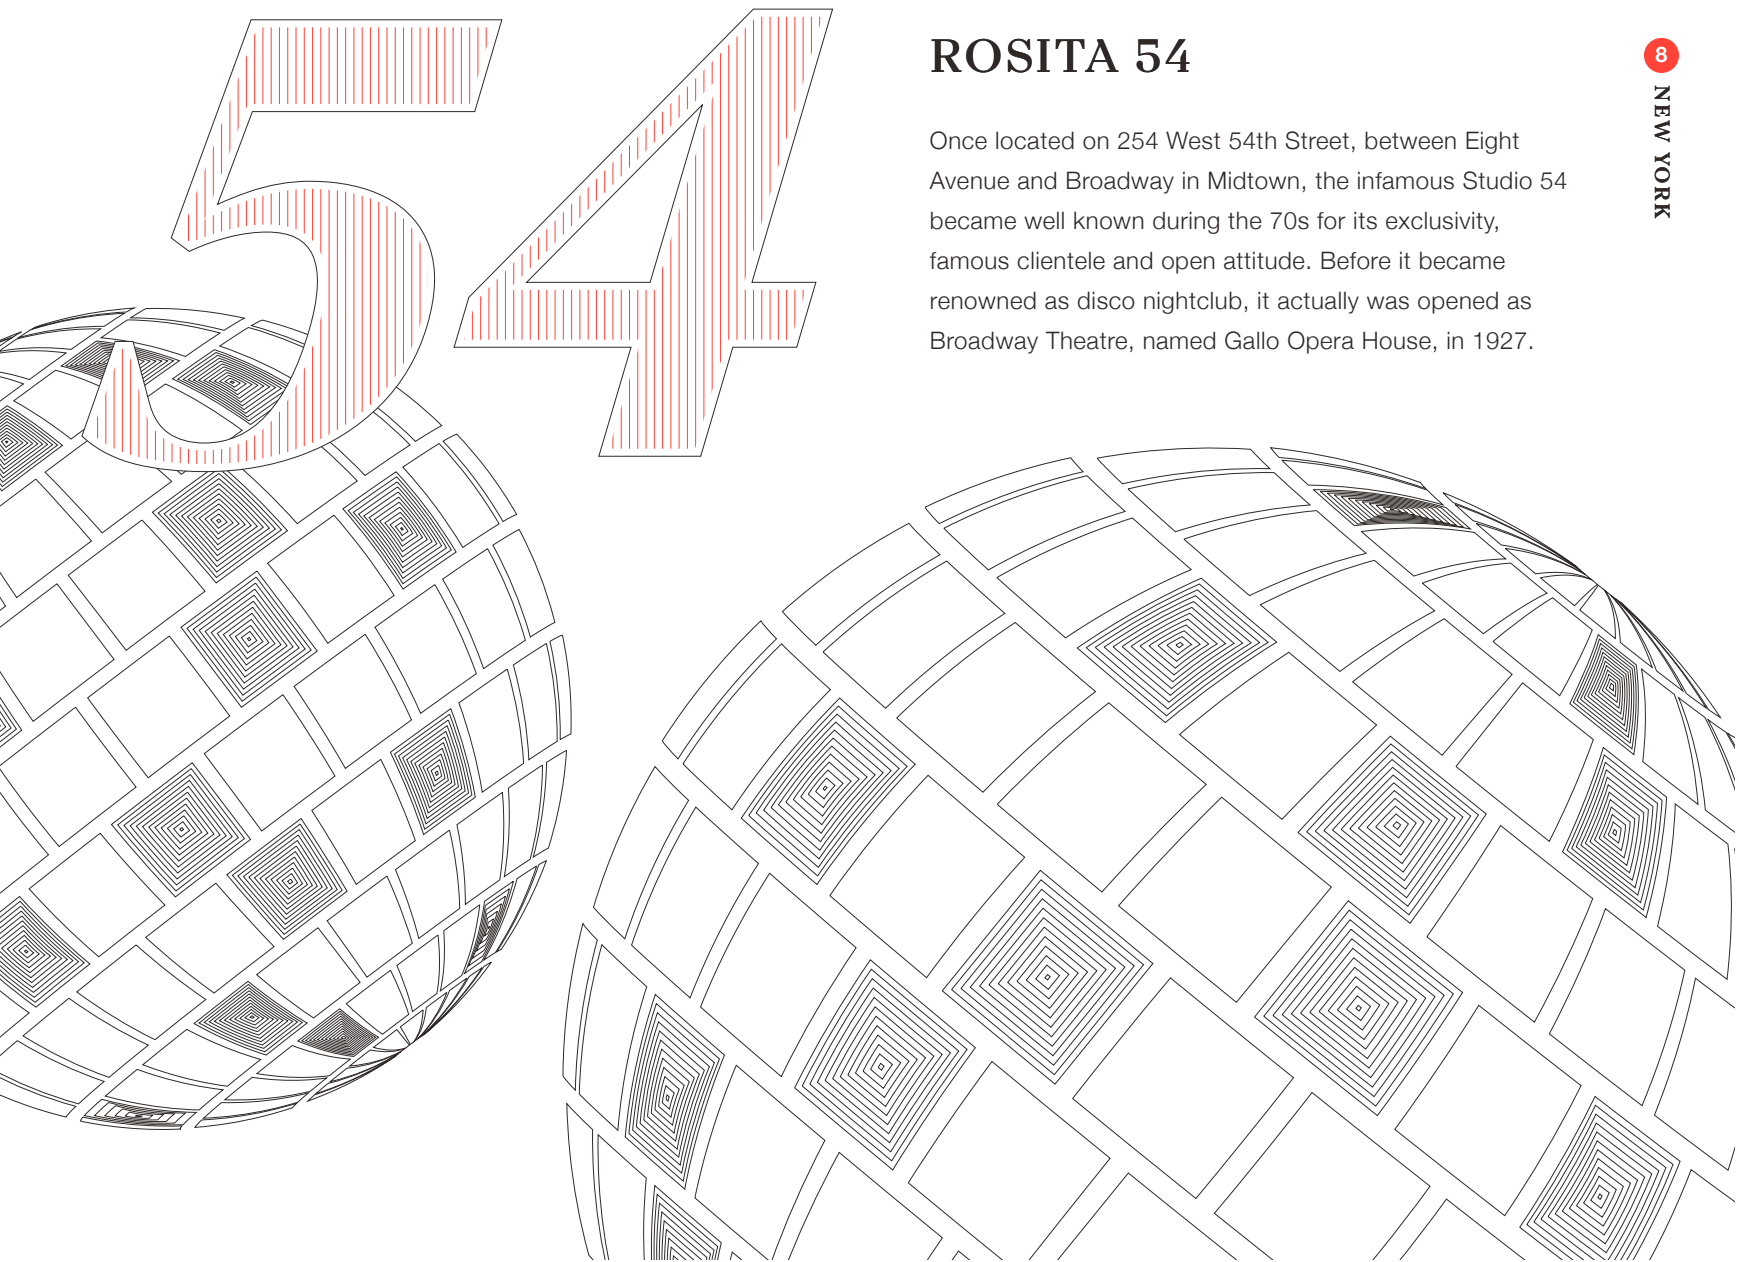 54
ROSITA 54
8
NEW YORK
Once located on 254 West 54th Street, between Eight
Avenue and Broadway in Midtown, the infamous Studio 54
became well known during the 70s for its exclusivity,
famous clientele and open attitude. Before it became
renowned as disco nightclub, it actually was opened as
Broadway Theatre, named Gallo Opera House, in 1927.